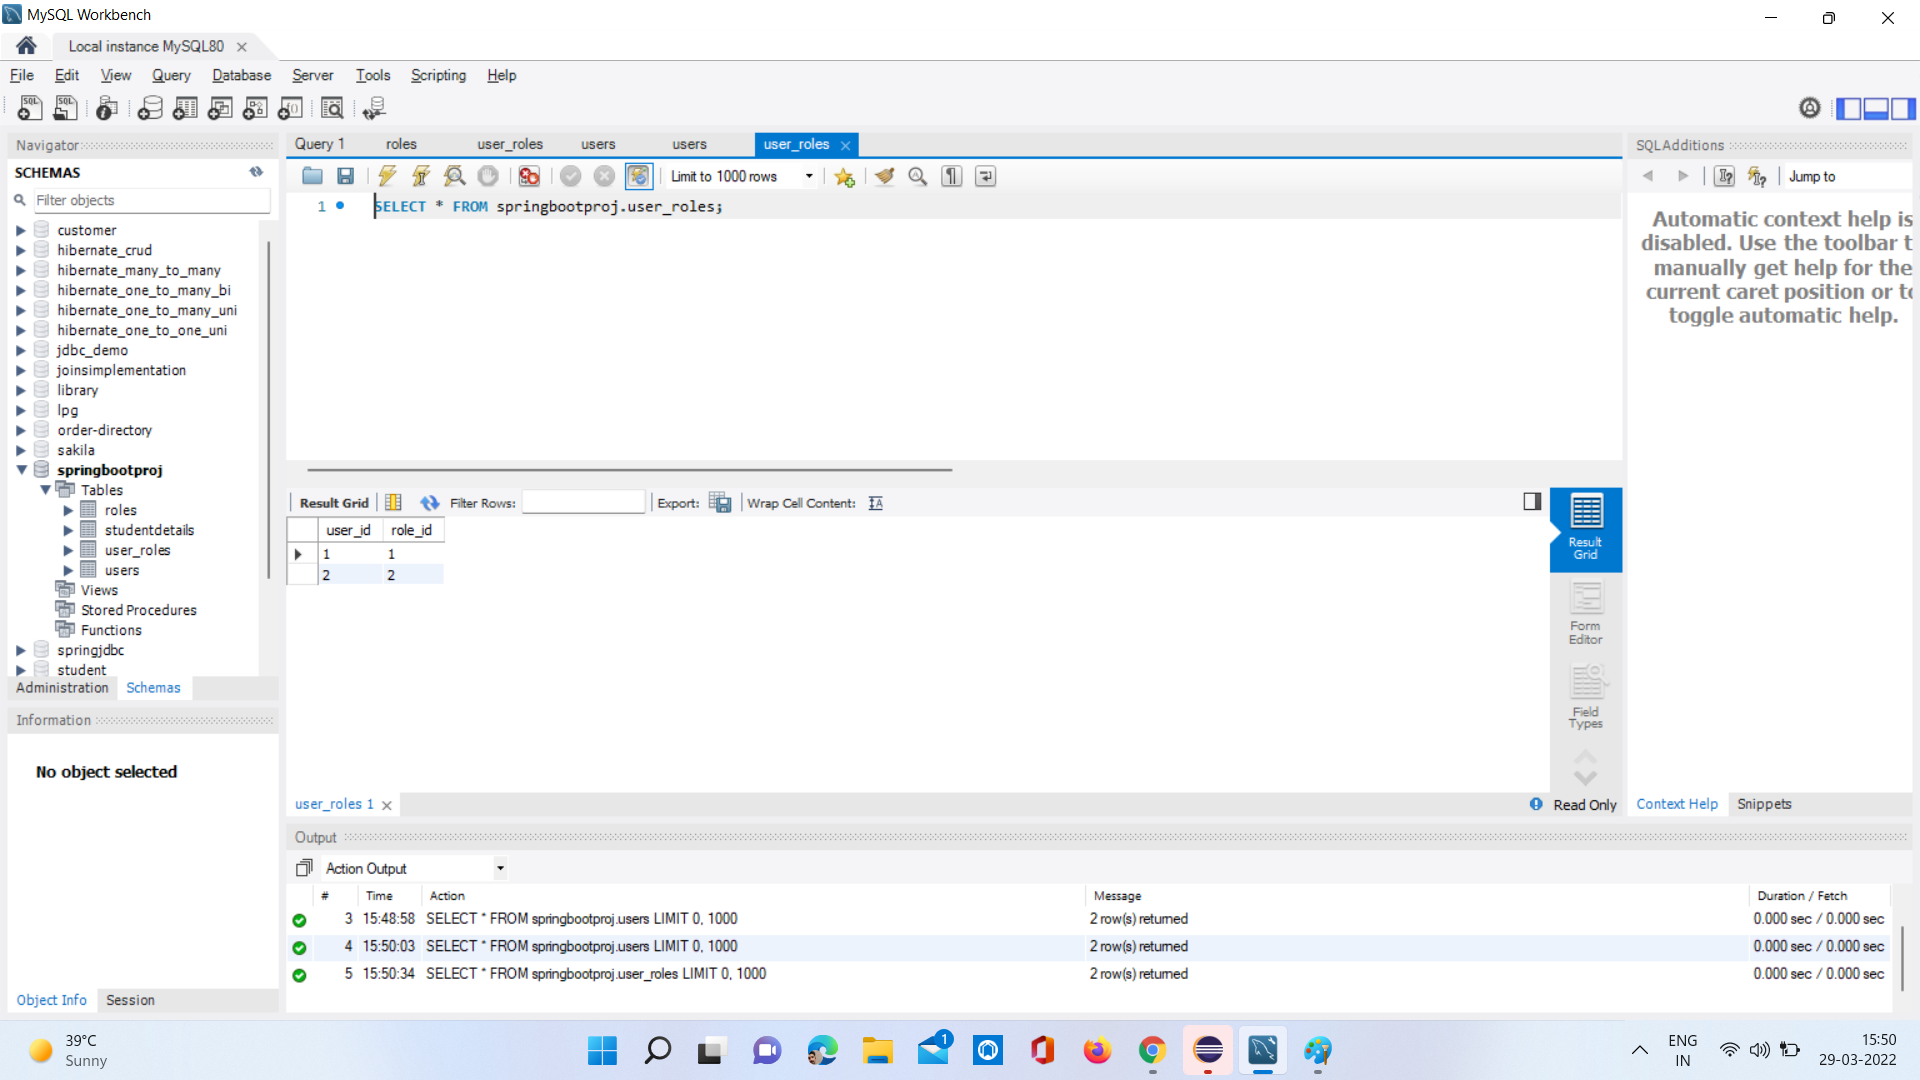 MySQL Workbench
Local instance MySQL80
File Edit View Query Database Server Tools Scripting Help
Navigator
SCHEMAS
Filter objects
customer
hibernate_crud
hibernate_many_to_many
hibernate_one_to_many_bi
hibernate_one_to_many_uni
hibernate_one_to_one_uni
jdbc_demo
joinsimplementation
library
lpg
order-directory
sakila
springbootproj
Tables
roles
studentdetails
user_roles
users
Views
Stored Procedures
Functions
springjdbc
student
Administration Schemas
Information
No object selected
Object Info Session
Query 1 roles user_roles users users user_roles
Limit to 1000 rows
1 SELECT * FROM springbootproj.user_roles;
Result Grid Filter Rows: Export: Wrap Cell Content:
user_id role_id
1 1
2 2
Result
Grid
Form
Editor
Field
Types
user_roles 1
Read Only
SQLAdditions
Jump to
Automatic context help is
disabled. Use the toolbar t
manually get help for the
current caret position or to
toggle automatic help.
Context Help Snippets
Output
Action Output
# Time Action Message Duration / Fetch
3 15:48:58 SELECT * FROM springbootproj.users LIMIT 0, 1000 2 row(s) returned 0.000 sec / 0.000 sec
4 15:50:03 SELECT * FROM springbootproj.users LIMIT 0, 1000 2 row(s) returned 0.000 sec / 0.000 sec
5 15:50:34 SELECT * FROM springbootproj.user_roles LIMIT 0, 1000 2 row(s) returned 0.000 sec / 0.000 sec
39°C
Sunny
1
ENG
IN
15:50
29-03-2022